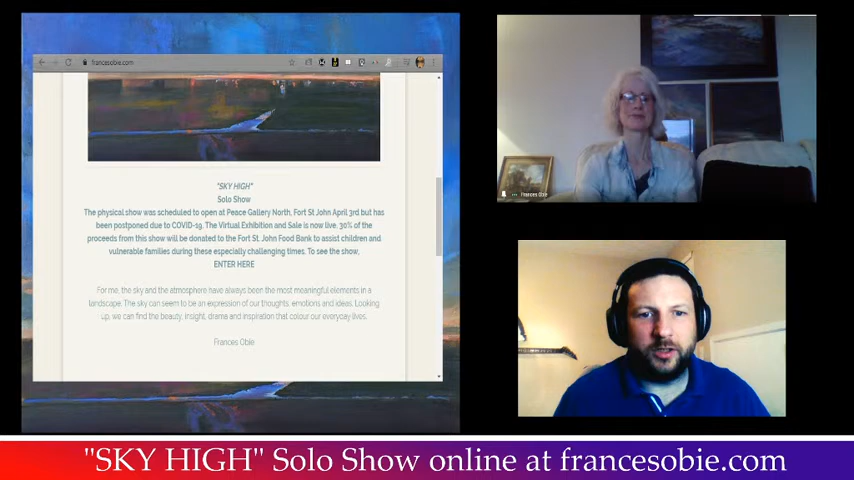 francesobie.com
"SKY HIGH"
Solo Show
The physical show was scheduled to open at Peace Gallery North, Fort St John April 3rd but has
been postponed due to COVID-19. The Virtual Exhibition and Sale is now live. 30% of the
proceeds from this show will be donated to the Fort St. John Food Bank to assist children and
vulnerable families during these especially challenging times. To see the show,
ENTER HERE
For me, the sky and the atmosphere have always been the most meaningful elements in a
landscape. The sky can seem to be an expression of our thoughts, emotions and ideas. Looking
up, we can find the beauty, insight, drama and inspiration that colour our everyday lives.
Frances Obie
Frances Obie
"SKY HIGH" Solo Show online at francesobie.com